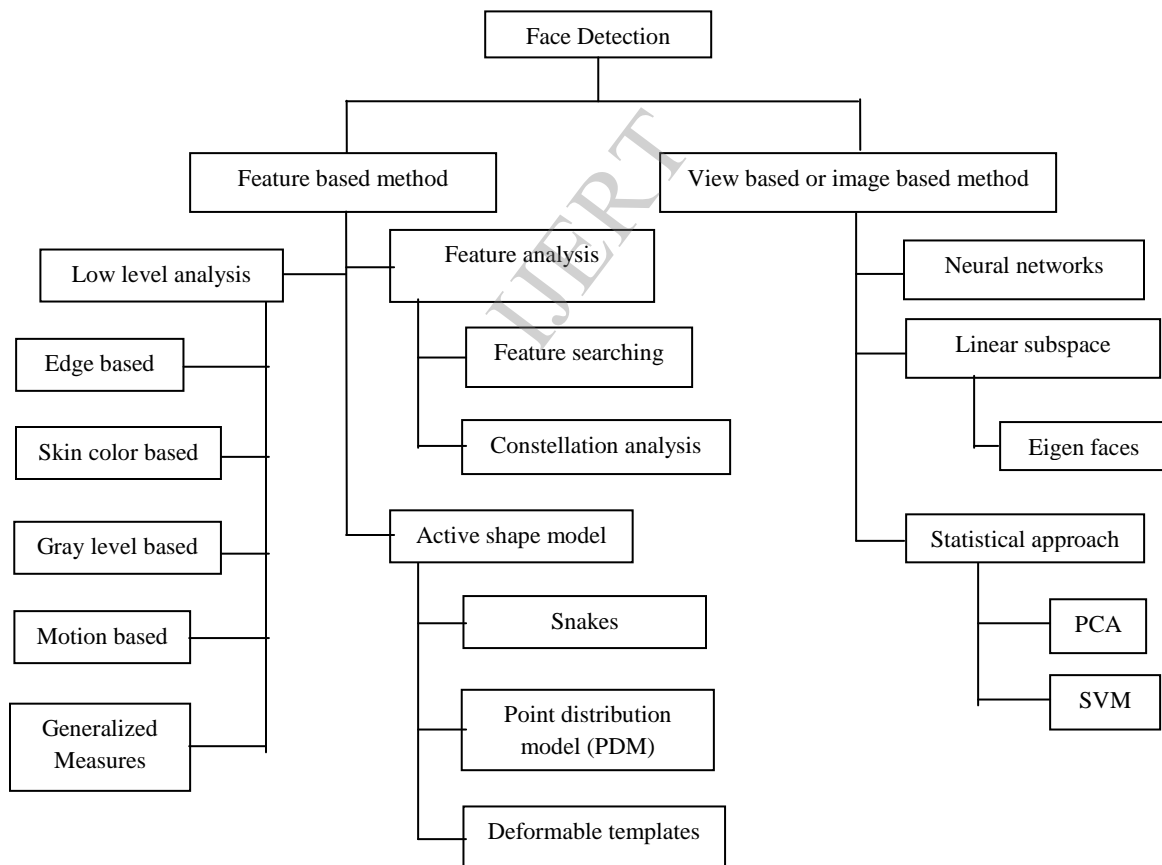 Face Detection
Feature based method
View based or image based method
Low level analysis
Feature analysis
Neural networks
Edge based
Feature searching
Linear subspace
Skin color based
Constellation analysis
Eigen faces
Gray level based
Active shape model
Statistical approach
Motion based
Snakes
PCA
Generalized
Measures
Point distribution
model (PDM)
SVM
Deformable templates
IJERT